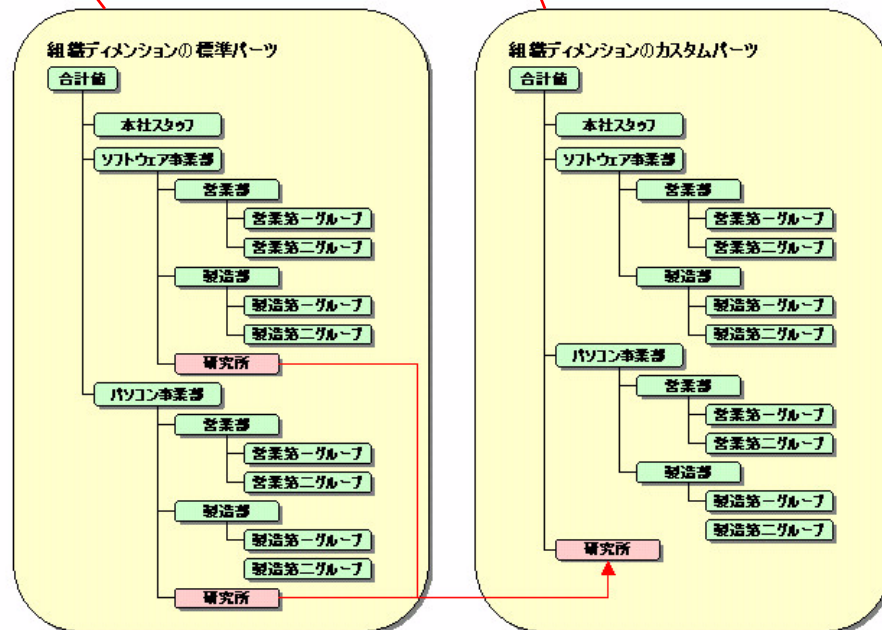 組織ディメンションの標準パーツ
合計値
本社スタッフ
ソフトウェア事業部
営業部
営業第一グループ
営業第二グループ
製造部
製造第一グループ
製造第二グループ
研究所
パソコン事業部
営業部
営業第一グループ
営業第二グループ
製造部
製造第一グループ
製造第二グループ
研究所
組織ディメンションのカスタムパーツ
合計値
本社スタッフ
ソフトウェア事業部
営業部
営業第一グループ
営業第二グループ
製造部
製造第一グループ
製造第二グループ
パソコン事業部
営業部
営業第一グループ
営業第二グループ
製造部
製造第一グループ
製造第二グループ
研究所